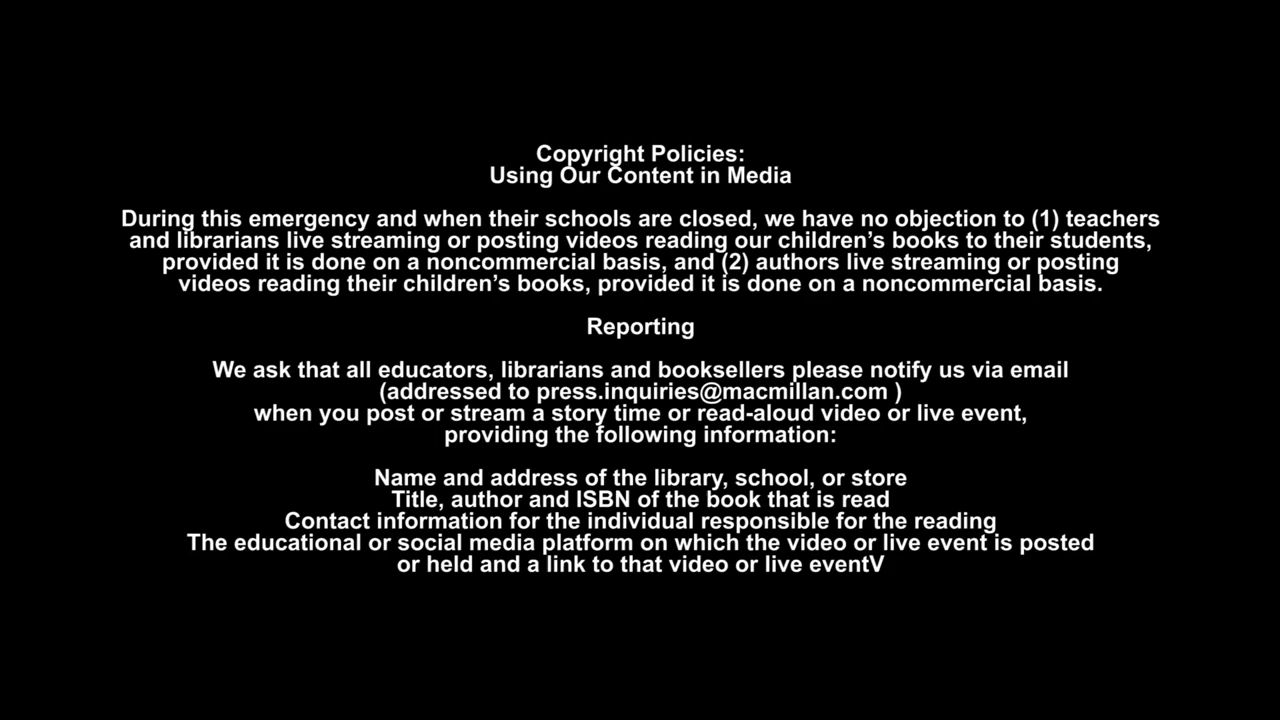 Copyright Policies:
Using Our Content in Media
During this emergency and when their schools are closed, we have no objection to (1) teachers
and librarians live streaming or posting videos reading our children’s books to their students,
provided it is done on a noncommercial basis, and (2) authors live streaming or posting
videos reading their children’s books, provided it is done on a noncommercial basis.
Reporting
We ask that all educators, librarians and booksellers please notify us via email
(addressed to press.inquiries@macmillan.com )
when you post or stream a story time or read-aloud video or live event,
providing the following information:
Name and address of the library, school, or store
Title, author and ISBN of the book that is read
Contact information for the individual responsible for the reading
The educational or social media platform on which the video or live event is posted
or held and a link to that video or live eventV